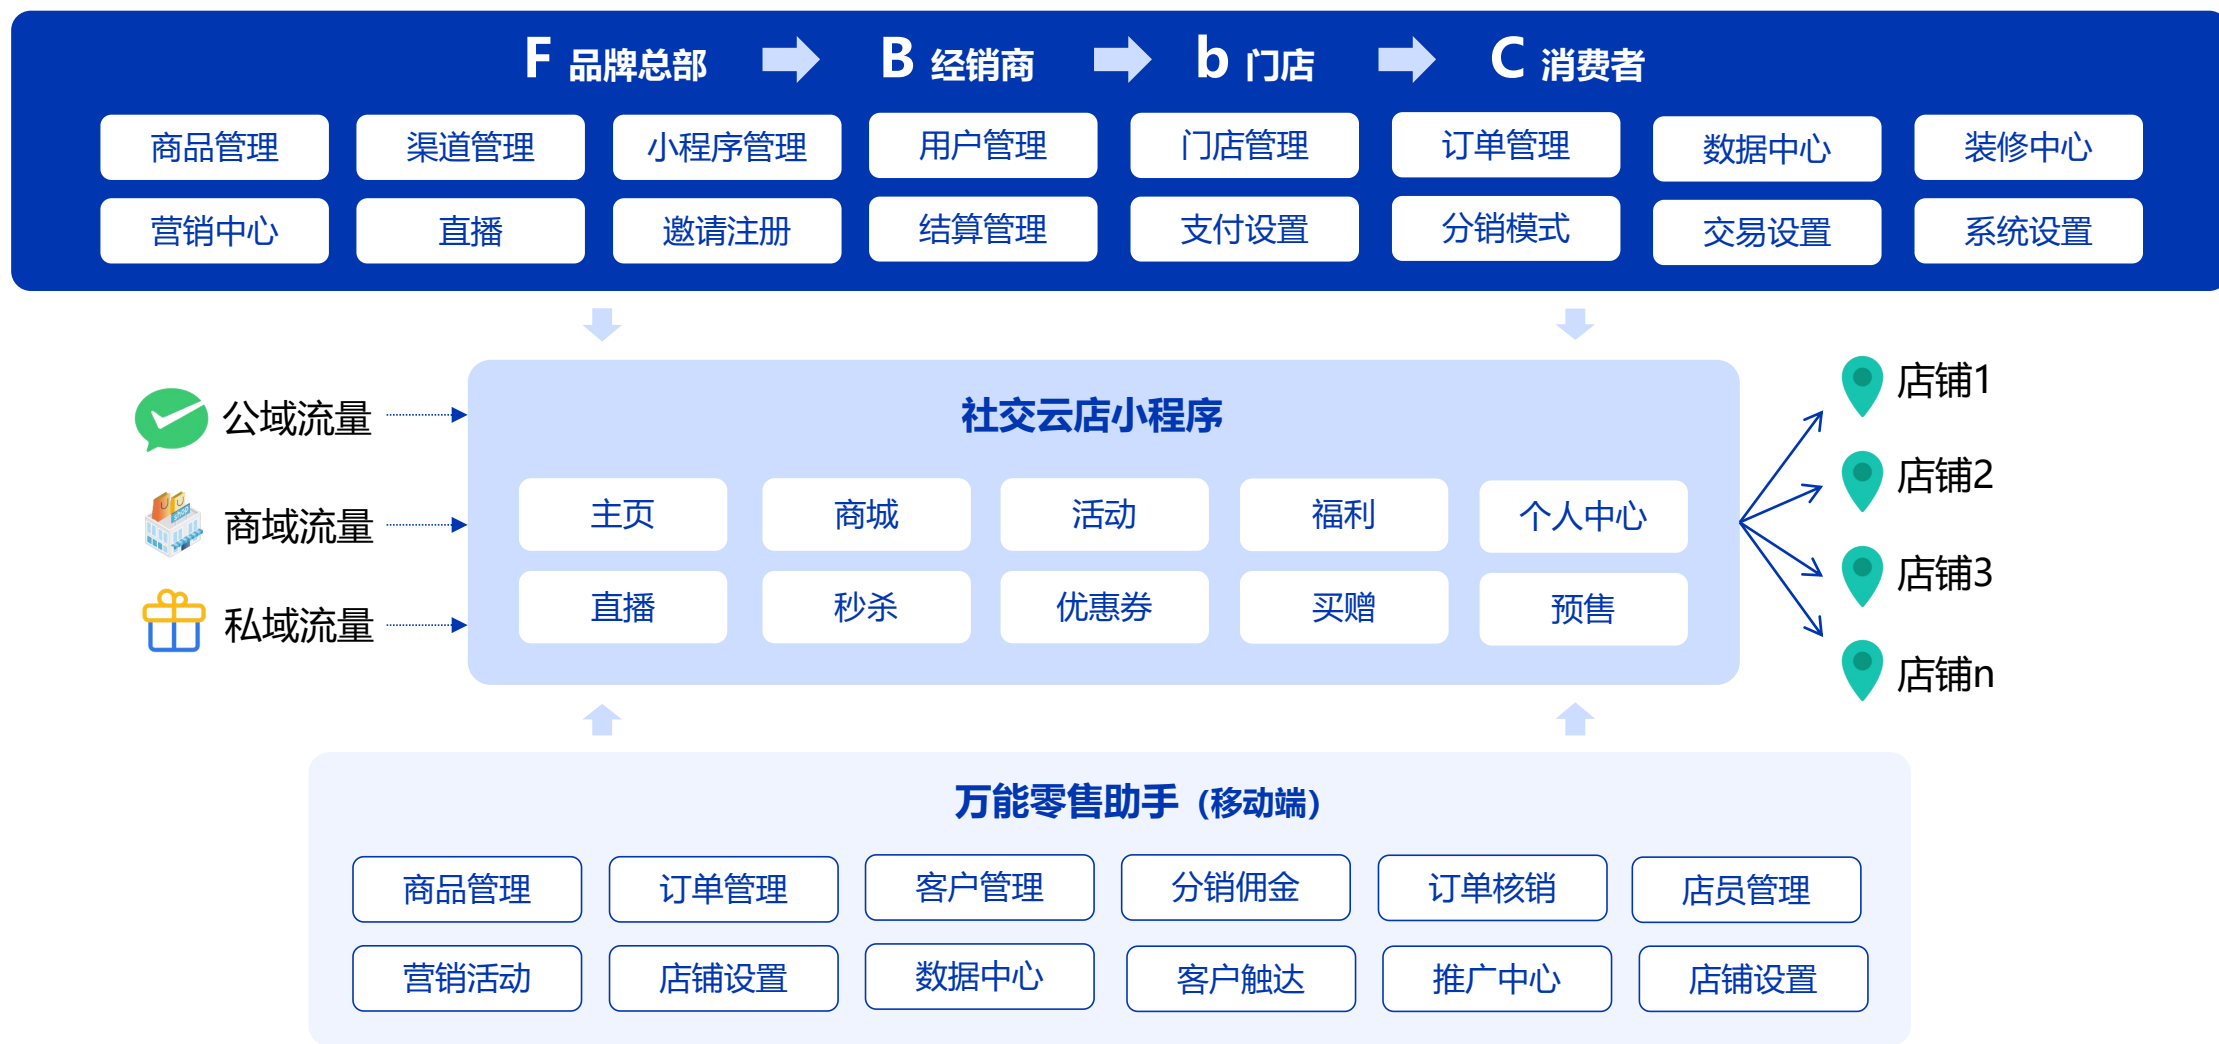 F 品牌总部 B 经销商 b 门店 C 消费者
商品管理 渠道管理 小程序管理 用户管理 门店管理 订单管理 数据中心 装修中心
营销中心 直播 邀请注册 结算管理 支付设置 分销模式 交易设置 系统设置
公域流量
商域流量
私域流量
社交云店小程序
主页 商城 活动 福利 个人中心
直播 秒杀 优惠券 买赠 预售
店铺1
店铺2
店铺3
店铺n
万能零售助手（移动端）
商品管理 订单管理 客户管理 分销佣金 订单核销 店员管理
营销活动 店铺设置 数据中心 客户触达 推广中心 店铺设置